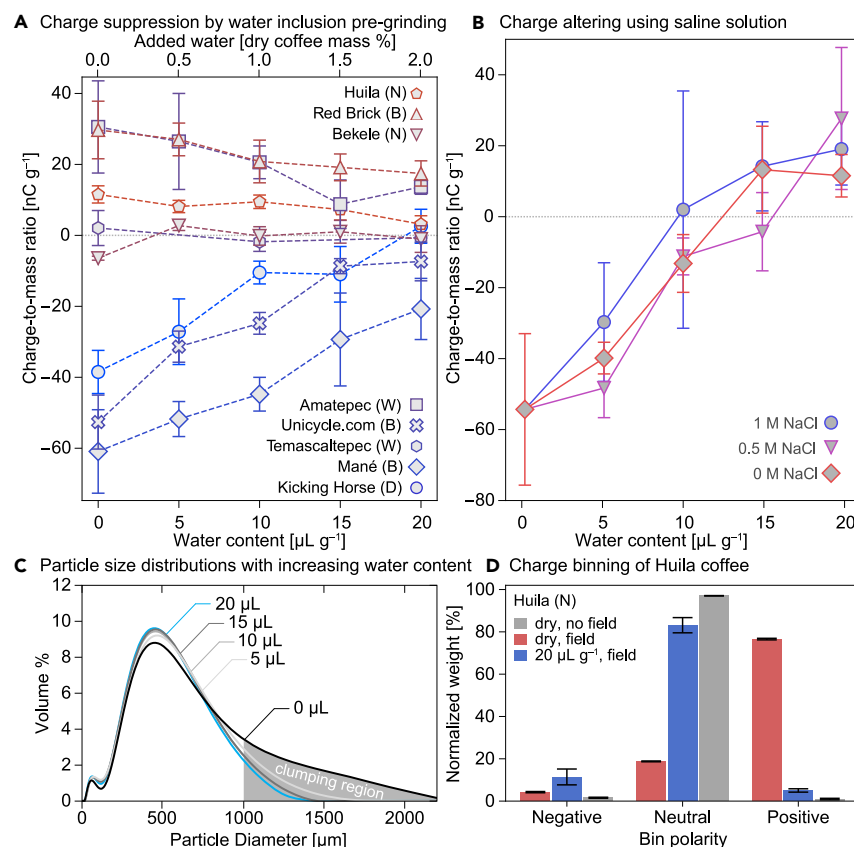 A Charge suppression by water inclusion pre-grinding
Added water [dry coffee mass %]
0.0 0.5 1.0 1.5 2.0
Charge-to-mass ratio [nC g⁻¹]
40
20
0
−20
−40
−60
Huila (N)
Red Brick (B)
Bekele (N)
Amatepec (W)
Unicycle.com (B)
Temascaltepec (W)
Mané (B)
Kicking Horse (D)
0 5 10 15 20
Water content [µL g⁻¹]
B Charge altering using saline solution
Charge-to-mass ratio [nC g⁻¹]
40
20
0
−20
−40
−60
−80
1 M NaCl
0.5 M NaCl
0 M NaCl
0 5 10 15 20
Water content [µL g⁻¹]
C Particle size distributions with increasing water content
Volume %
12
10
8
6
4
2
0
20 µL
15 µL
10 µL
5 µL
0 µL
clumping region
0 500 1000 1500 2000
Particle Diameter [µm]
D Charge binning of Huila coffee
Normalized weight [%]
100
80
60
40
20
0
Huila (N)
dry, no field
dry, field
20 µL g⁻¹, field
Negative Neutral Positive
Bin polarity